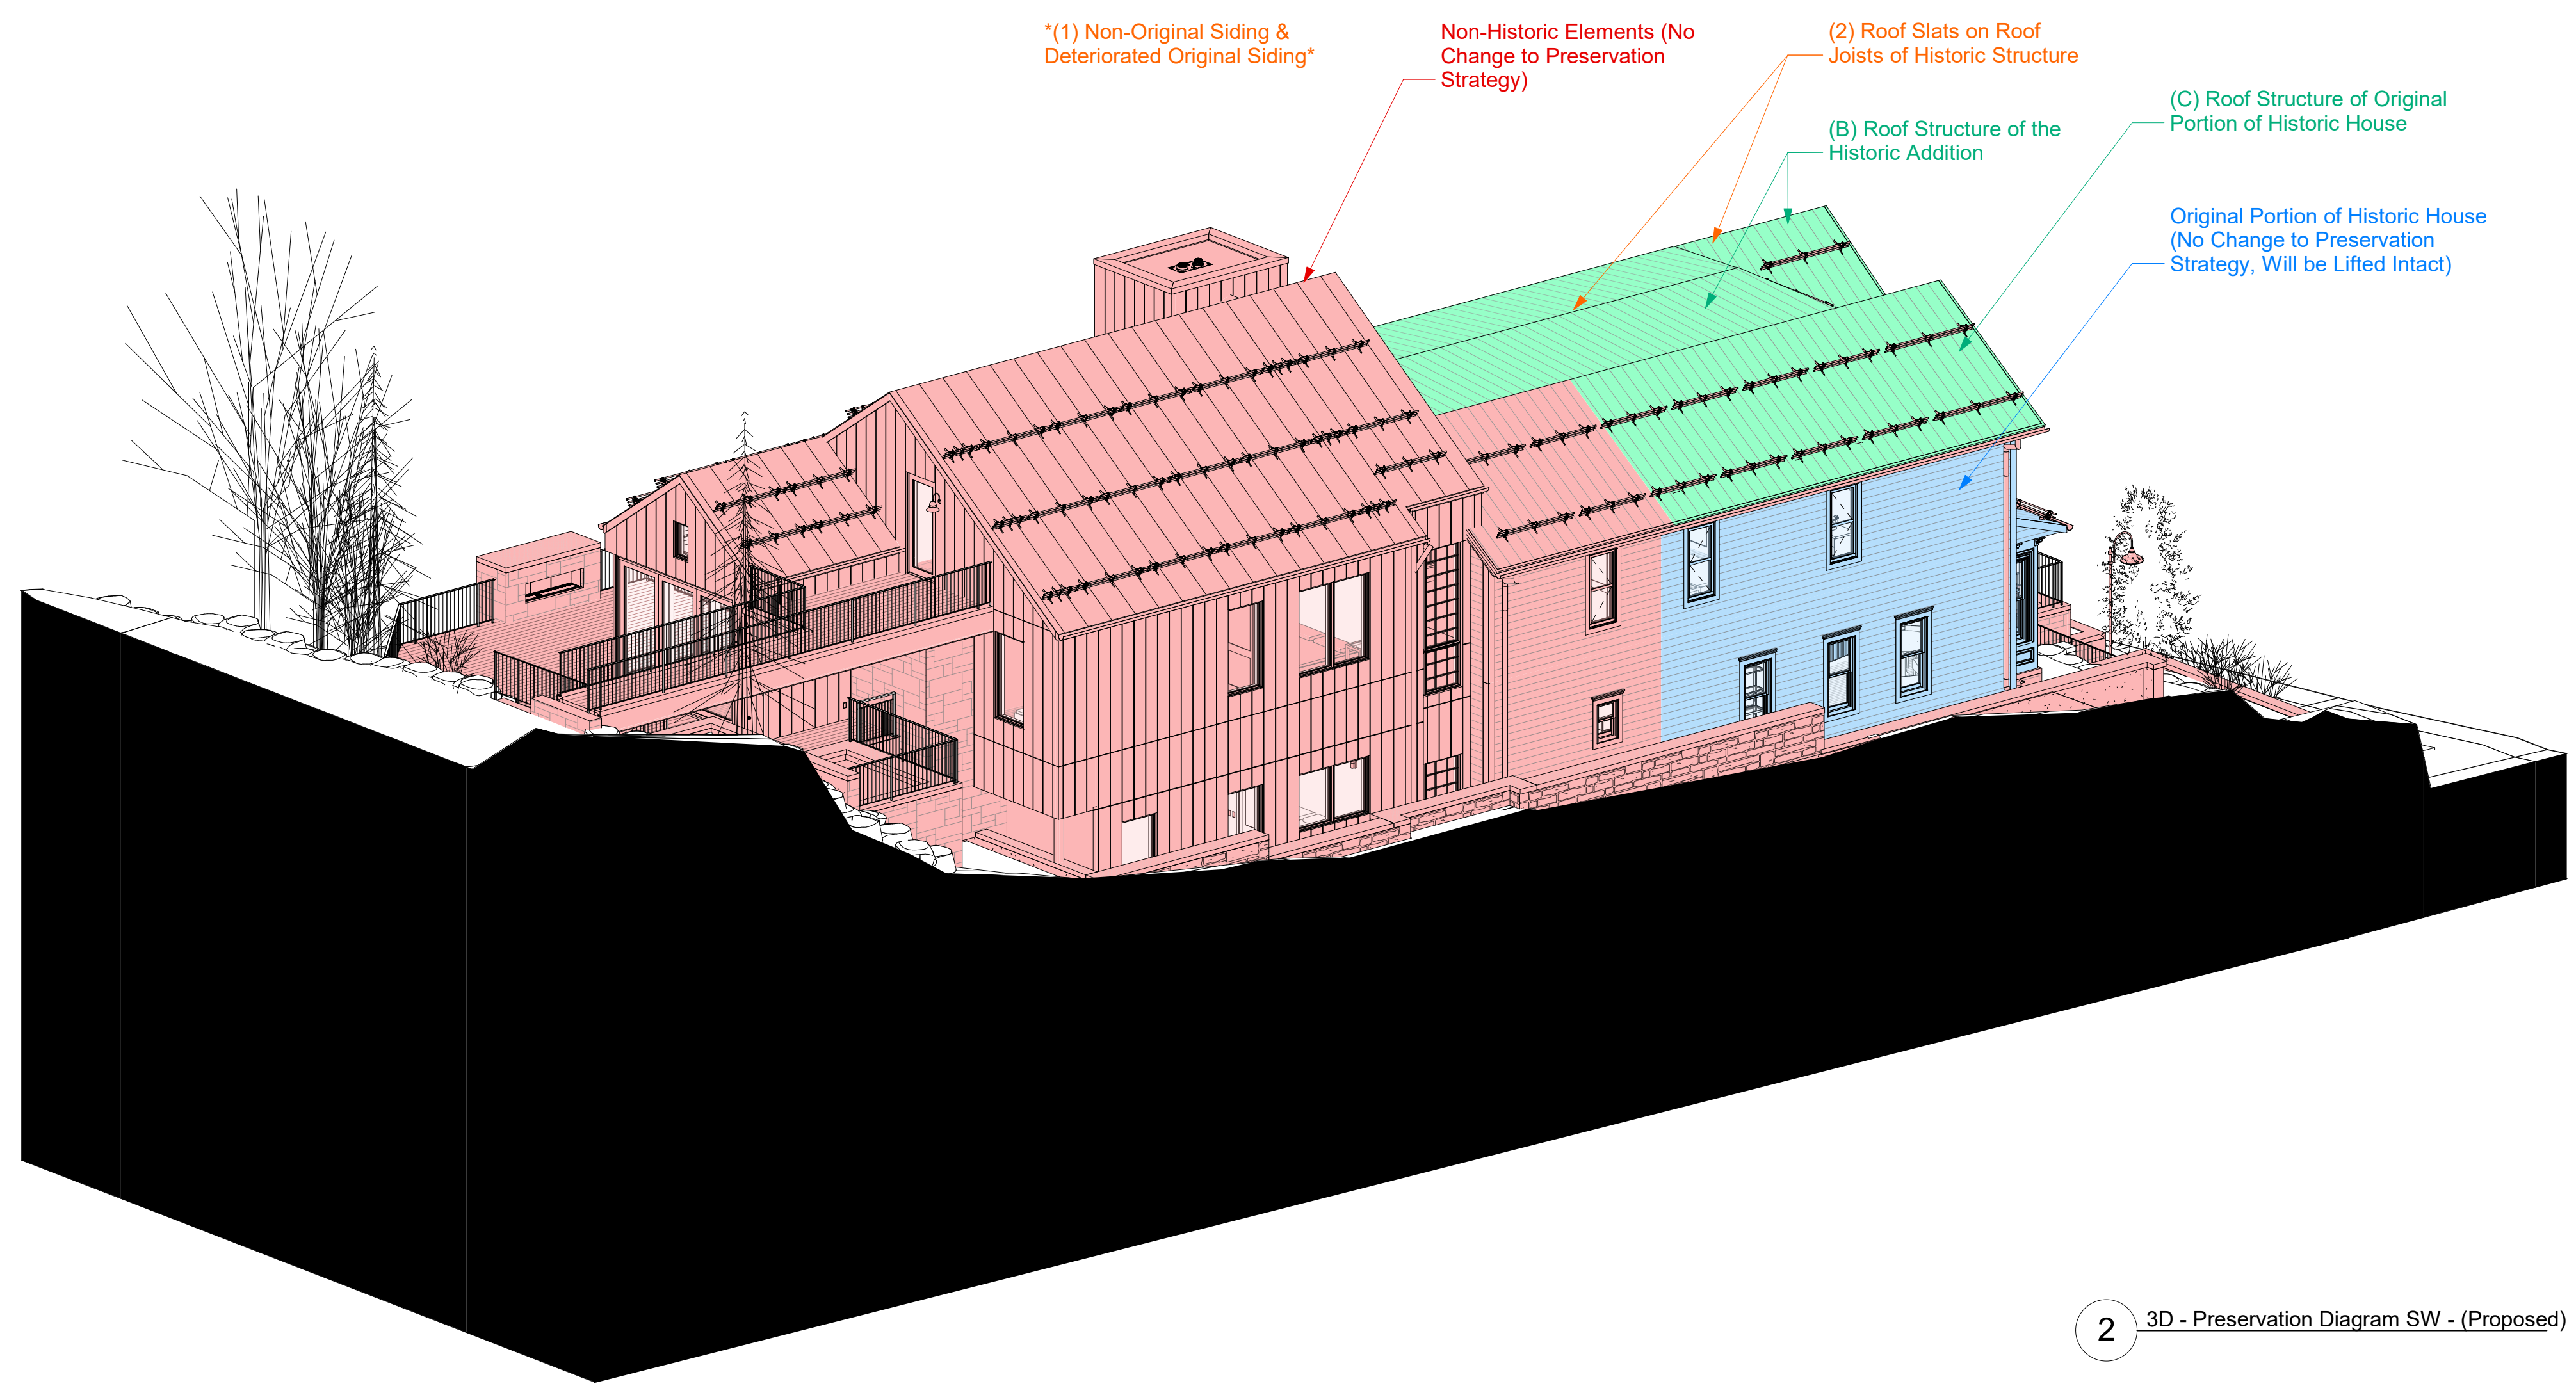 *(1) Non-Original Siding &
Deteriorated Original Siding*
Non-Historic Elements (No
Change to Preservation
Strategy)
(2) Roof Slats on Roof
Joists of Historic Structure
(B) Roof Structure of the
Historic Addition
(C) Roof Structure of Original
Portion of Historic House
Original Portion of Historic House
(No Change to Preservation
Strategy, Will be Lifted Intact)
2
3D - Preservation Diagram SW - (Proposed)